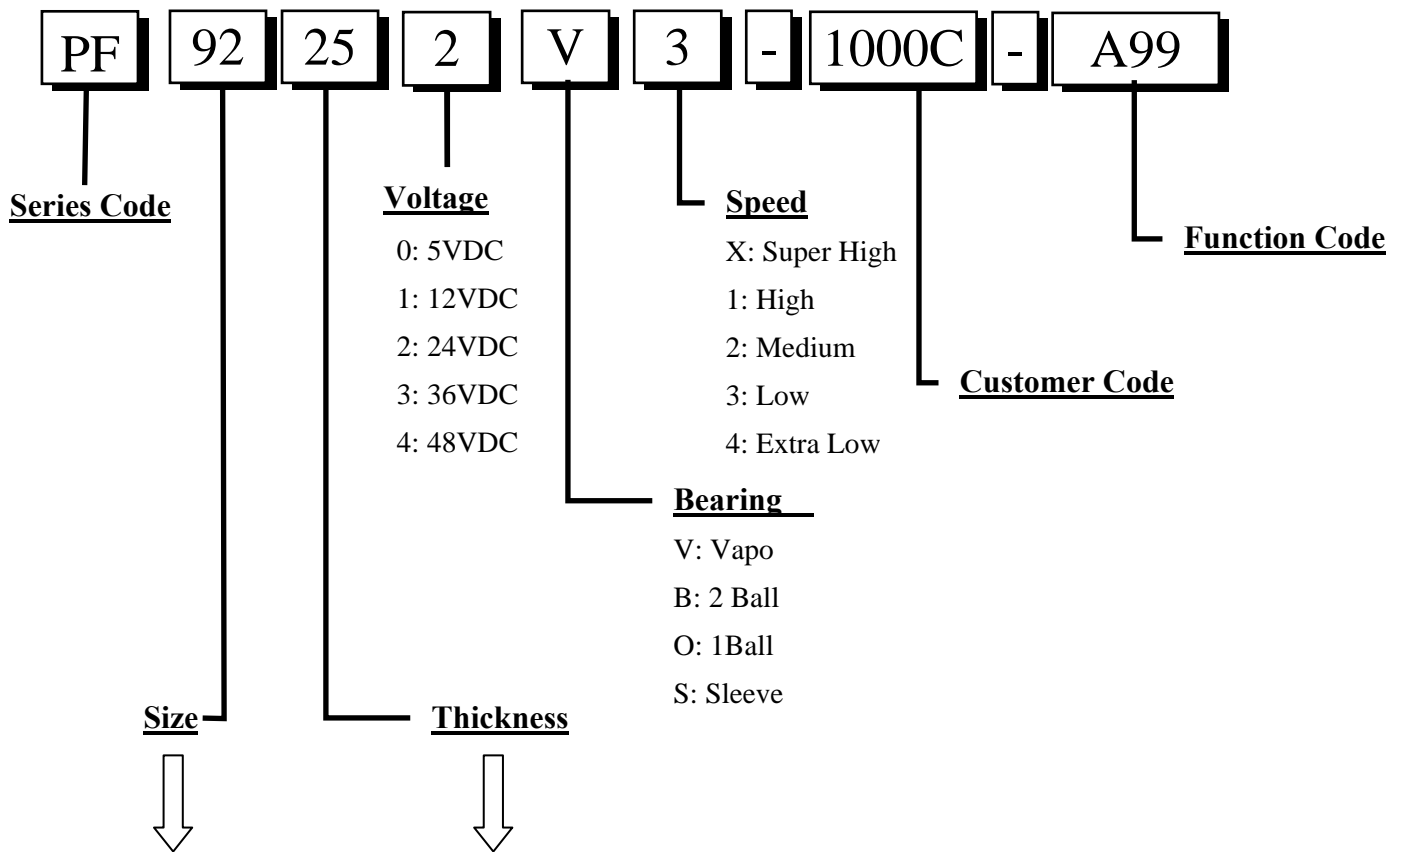 PF 92 25 2 V 3 - 1000C - A99
Series Code
Voltage
0: 5VDC
1: 12VDC
2: 24VDC
3: 36VDC
4: 48VDC
Speed
X: Super High
1: High
2: Medium
3: Low
4: Extra Low
Function Code
Customer Code
Bearing
V: Vapo
B: 2 Ball
O: 1Ball
S: Sleeve
Size
Thickness